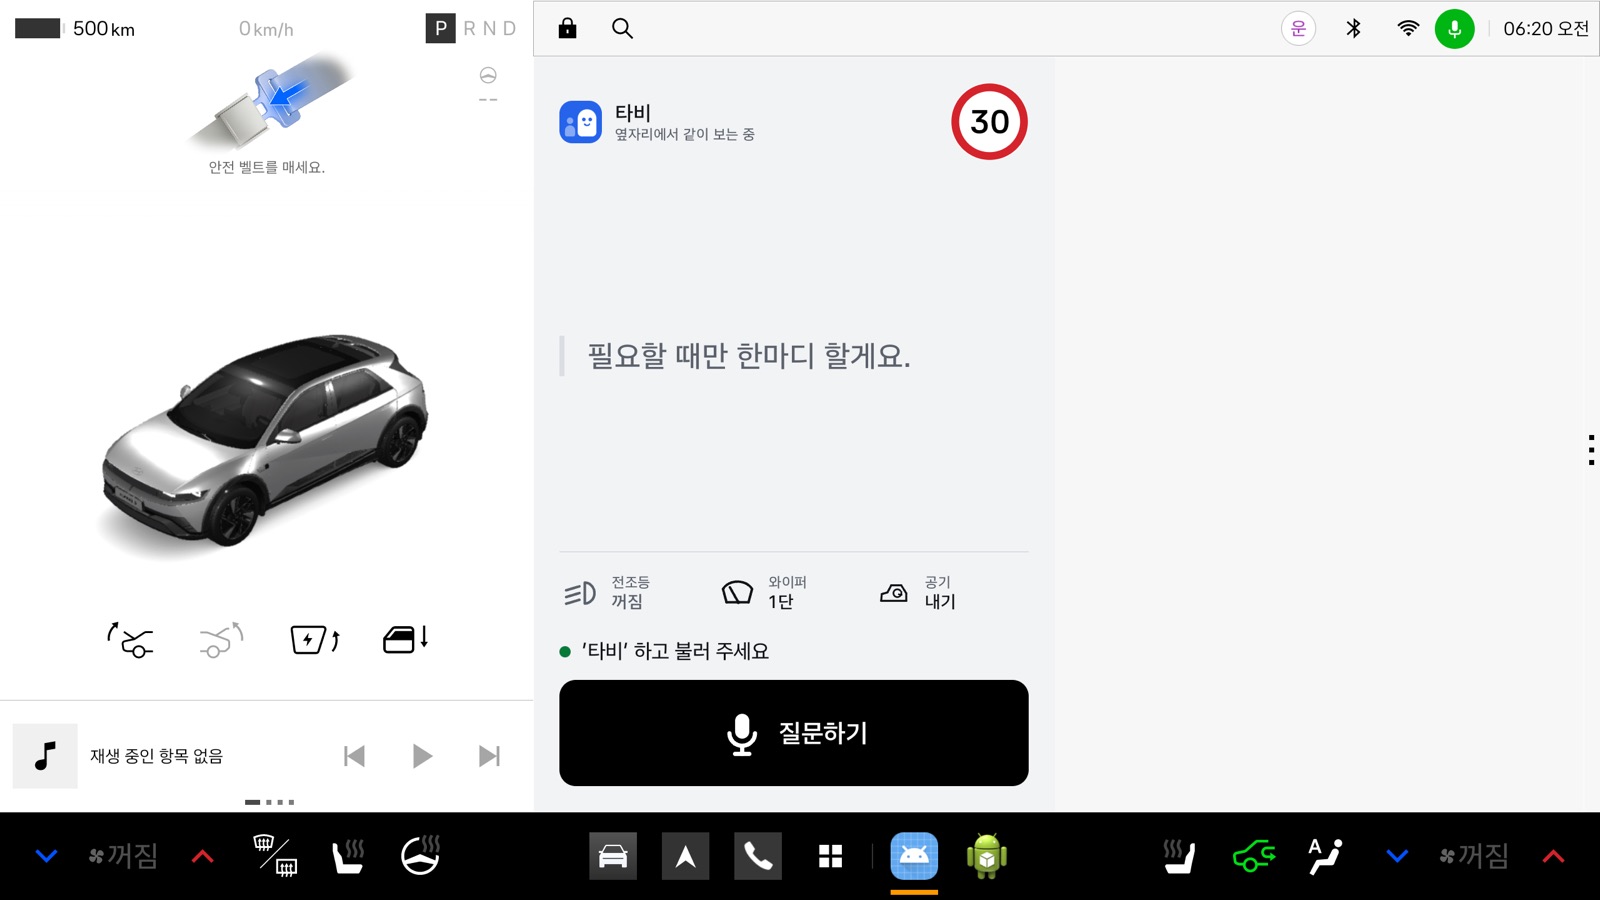 500 km
0 km/h
P R N D
운
06:20 오전
--
안전 벨트를 매세요.
타비
옆자리에서 같이 보는 중
30
필요할 때만 한마디 할게요.
전조등
꺼짐
와이퍼
1단
공기
내기
'타비' 하고 불러 주세요
질문하기
재생 중인 항목 없음
꺼짐
A
꺼짐